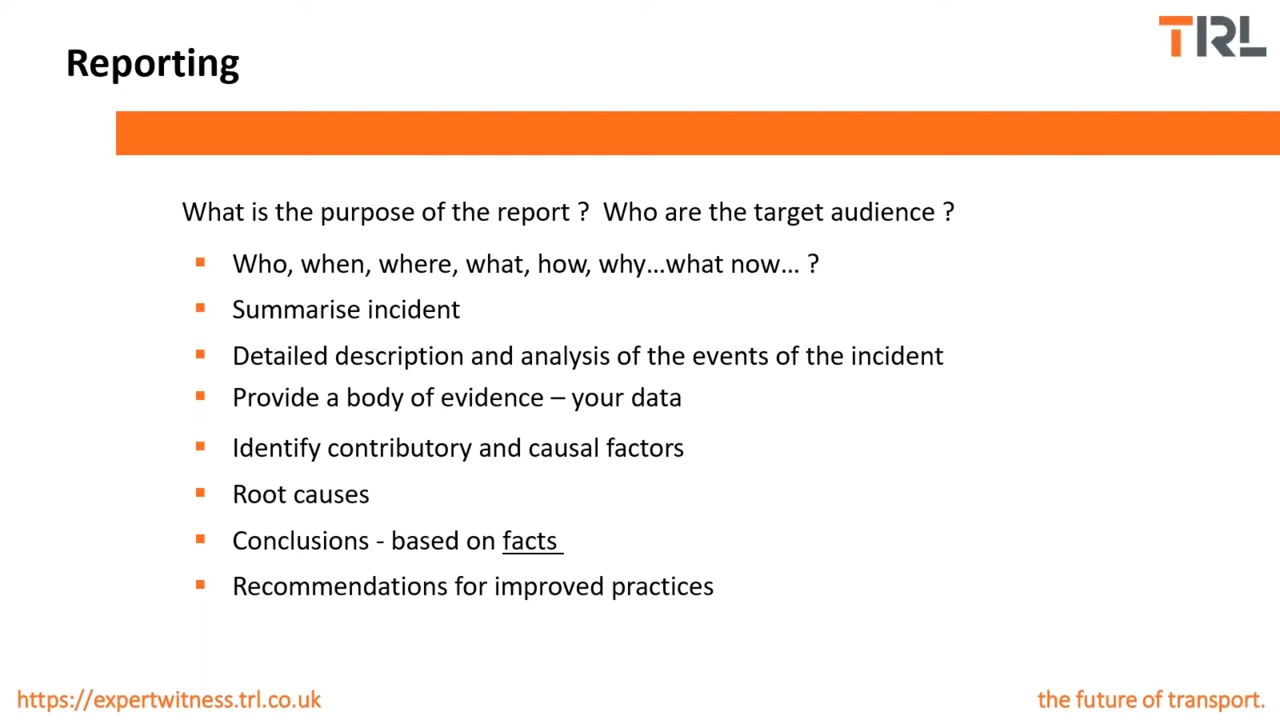 TRL
Reporting
What is the purpose of the report ?  Who are the target audience ?
Who, when, where, what, how, why...what now... ?
Summarise incident
Detailed description and analysis of the events of the incident
Provide a body of evidence – your data
Identify contributory and causal factors
Root causes
Conclusions - based on facts
Recommendations for improved practices
https://expertwitness.trl.co.uk
the future of transport.